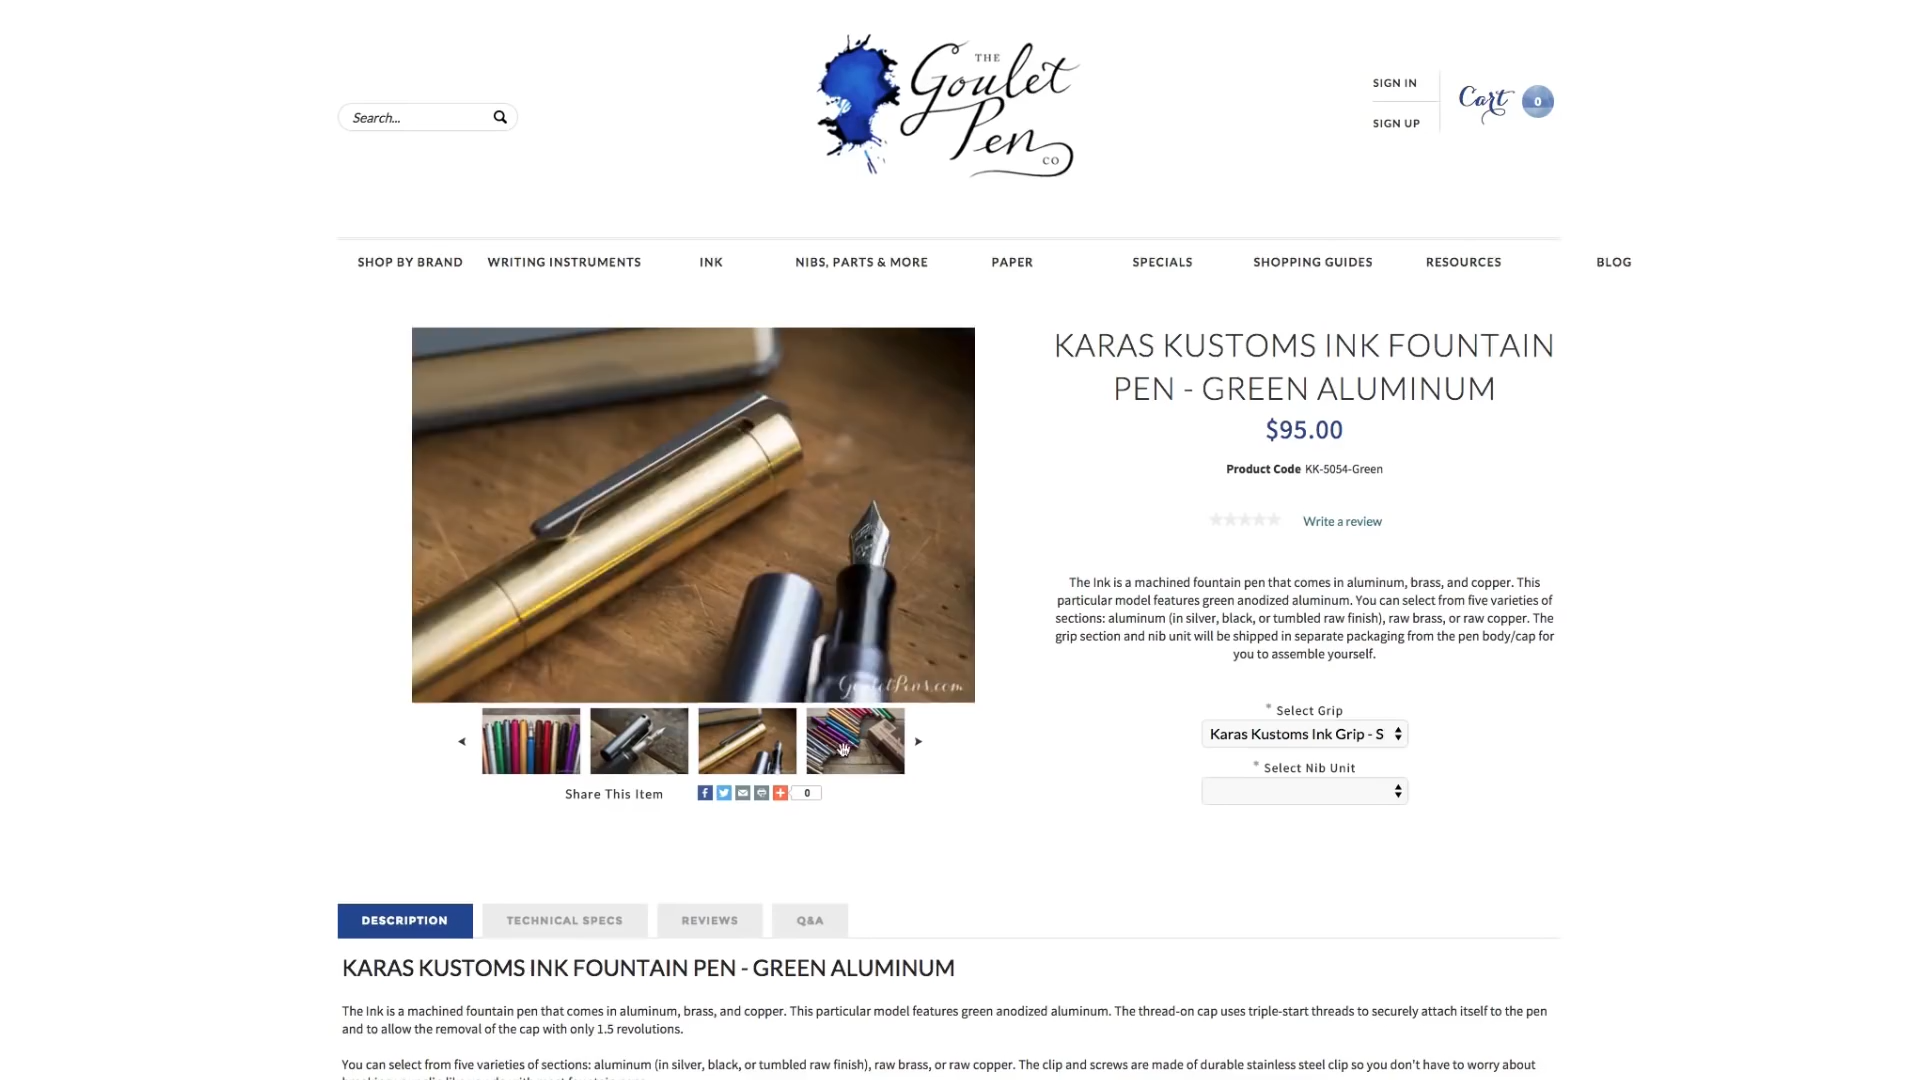 THE
Goulet
Pen
CO
Search...
SIGN IN
SIGN UP
Cart
0
SHOP BY BRAND
WRITING INSTRUMENTS
INK
NIBS, PARTS & MORE
PAPER
SPECIALS
SHOPPING GUIDES
RESOURCES
BLOG
GouletPens.com
KARAS KUSTOMS INK FOUNTAIN
PEN - GREEN ALUMINUM
$95.00
Product Code KK-5054-Green
Write a review
The Ink is a machined fountain pen that comes in aluminum, brass, and copper. This
particular model features green anodized aluminum. You can select from five varieties of
sections: aluminum (in silver, black, or tumbled raw finish), raw brass, or raw copper. The
grip section and nib unit will be shipped in separate packaging from the pen body/cap for
you to assemble yourself.
* Select Grip
Karas Kustoms Ink Grip - S
* Select Nib Unit
Share This Item
0
DESCRIPTION
TECHNICAL SPECS
REVIEWS
Q&A
KARAS KUSTOMS INK FOUNTAIN PEN - GREEN ALUMINUM
The Ink is a machined fountain pen that comes in aluminum, brass, and copper. This particular model features green anodized aluminum. The thread-on cap uses triple-start threads to securely attach itself to the pen
and to allow the removal of the cap with only 1.5 revolutions.
You can select from five varieties of sections: aluminum (in silver, black, or tumbled raw finish), raw brass, or raw copper. The clip and screws are made of durable stainless steel clip so you don't have to worry about